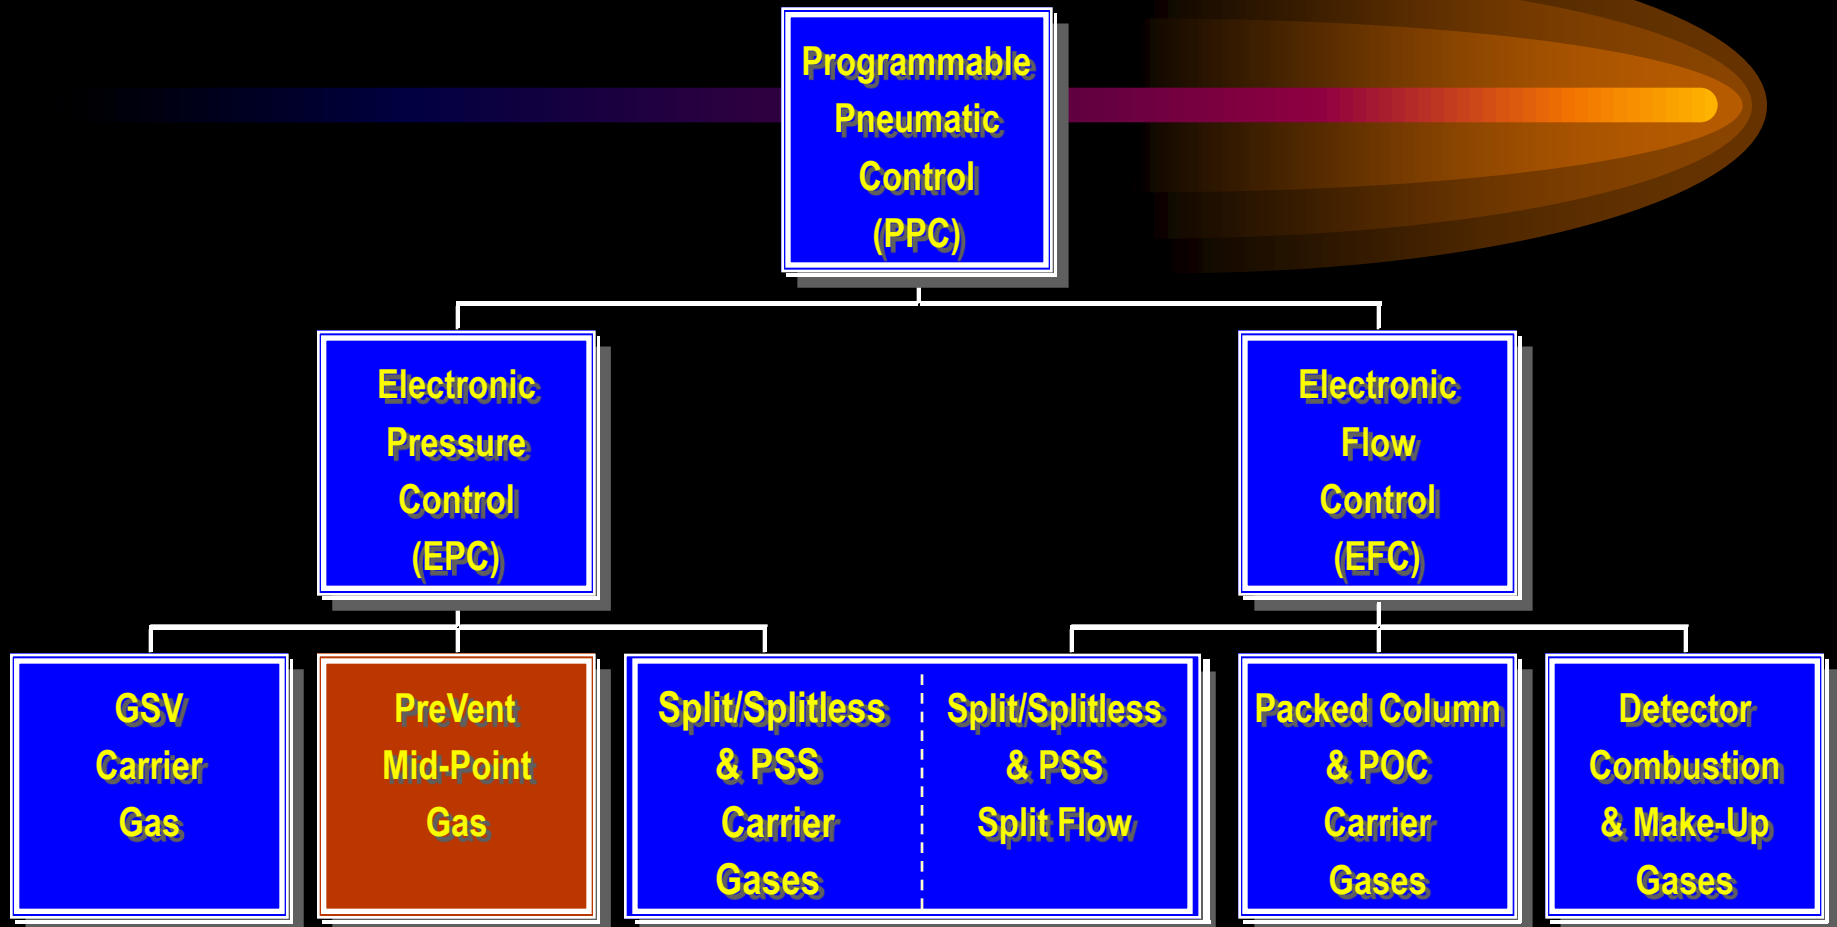 Programmable
Pneumatic
Control
(PPC)
Electronic
Pressure
Control
(EPC)
Electronic
Flow
Control
(EFC)
GSV
Carrier
Gas
PreVent
Mid-Point
Gas
Split/Splitless
& PSS
Carrier
Gases
Split/Splitless
& PSS
Split Flow
Packed Column
& POC
Carrier
Gases
Detector
Combustion
& Make-Up
Gases